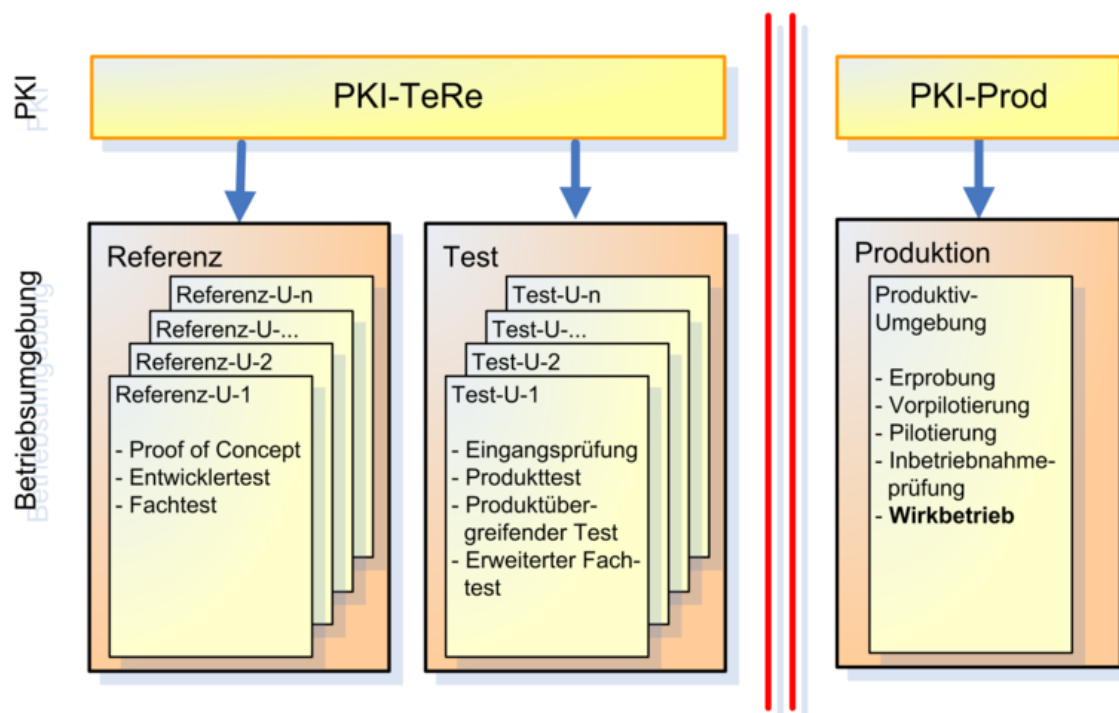 PKI
PKI-TeRe
PKI-Prod
Betriebsumgebung
Referenz
Referenz-U-n
Referenz-U-...
Referenz-U-2
Referenz-U-1
- Proof of Concept
- Entwicklertest
- Fachtest
Test
Test-U-n
Test-U-...
Test-U-2
Test-U-1
- Eingangsprüfung
- Produkttest
- Produktüber-
greifender Test
- Erweiterter Fach-
test
Produktion
Produktiv-
Umgebung
- Erprobung
- Vorpilotierung
- Pilotierung
- Inbetriebnahme-
prüfung
- Wirkbetrieb